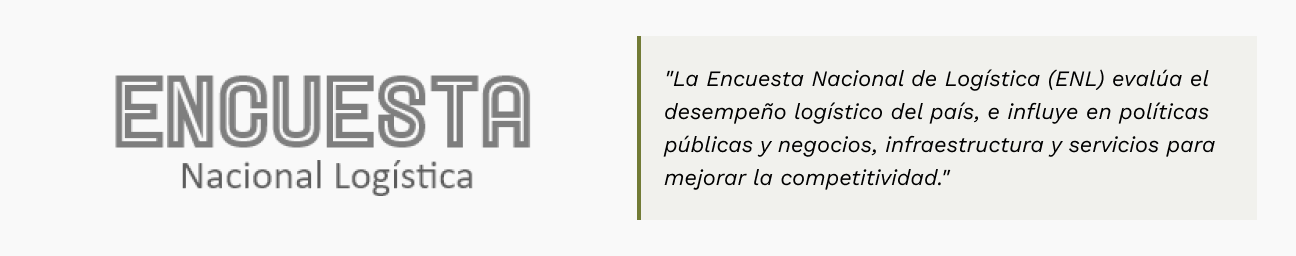 ENCUESTA
Nacional Logística
"La Encuesta Nacional de Logística (ENL) evalúa el
desempeño logístico del país, e influye en políticas
públicas y negocios, infraestructura y servicios para
mejorar la competitividad."